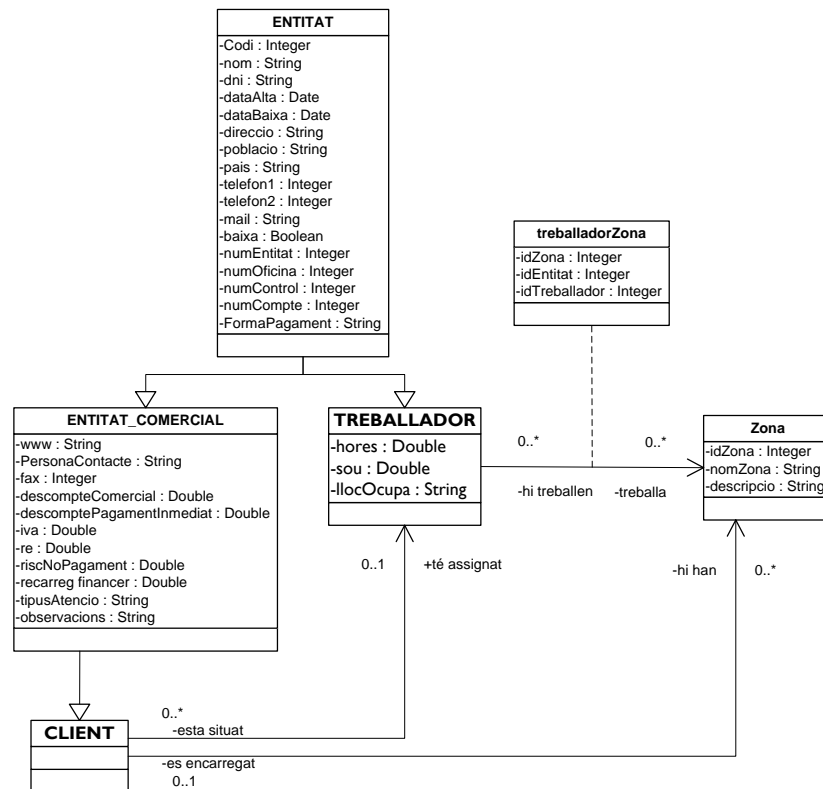 ENTITAT
-Codi : Integer
-nom : String
-dni : String
-dataAlta : Date
-dataBaixa : Date
-direccio : String
-poblacio : String
-pais : String
-telefon1 : Integer
-telefon2 : Integer
-mail : String
-baixa : Boolean
-numEntitat : Integer
-numOficina : Integer
-numControl : Integer
-numCompte : Integer
-FormaPagament : String
treballadorZona
-idZona : Integer
-idEntitat : Integer
-idTreballador : Integer
ENTITAT_COMERCIAL
-www : String
-PersonaContacte : String
-fax : Integer
-descompteComercial : Double
-descomptePagamentInmediat : Double
-iva : Double
-re : Double
-riscNoPagament : Double
-recarreg financer : Double
-tipusAtencio : String
-observacions : String
TREBALLADOR
-hores : Double
-sou : Double
-llocOcupa : String
0..*
0..*
-hi treballen
-treballa
Zona
-idZona : Integer
-nomZona : String
-descripcio : String
0..1
+té assignat
-hi han
0..*
CLIENT
0..*
-esta situat
-es encarregat
0..1